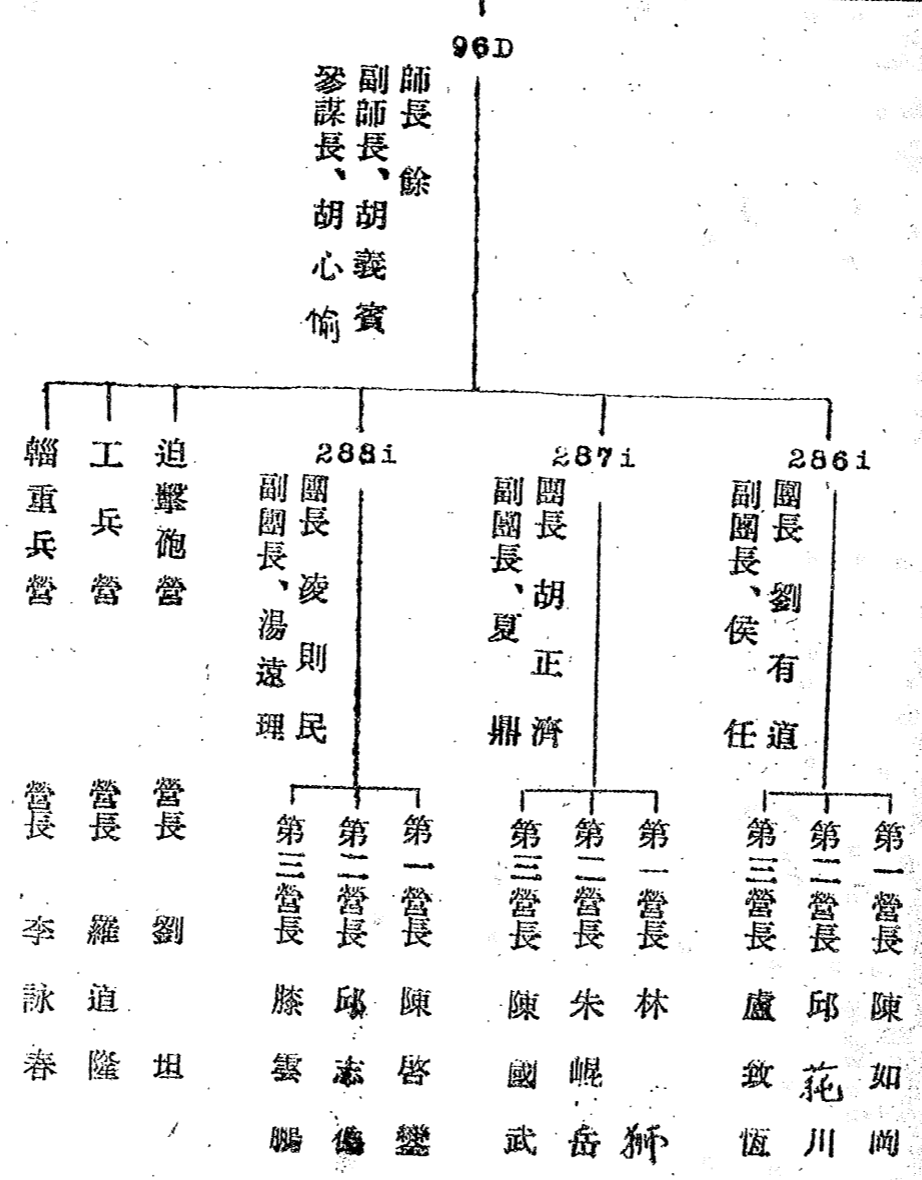 96D
師長 餘
副師長、胡義賓
參謀長、胡心愉
286i
團長 劉有道
副團長、侯任
第一營長 陳如岡
第二營長 邱萢川
第三營長 盧致恆
287i
團長 胡正濟
副團長、夏鼎
第一營長 林獅
第二營長 朱崐岳
第三營長 陳國武
288i
團長 凌則民
副團長、湯遠理
第一營長 陳啓鑾
第二營長 邱志
第三營長 滕雲鵬
迫擊砲營 營長 劉坦
工兵營 營長 羅道隆
輜重兵營 營長 李詠春